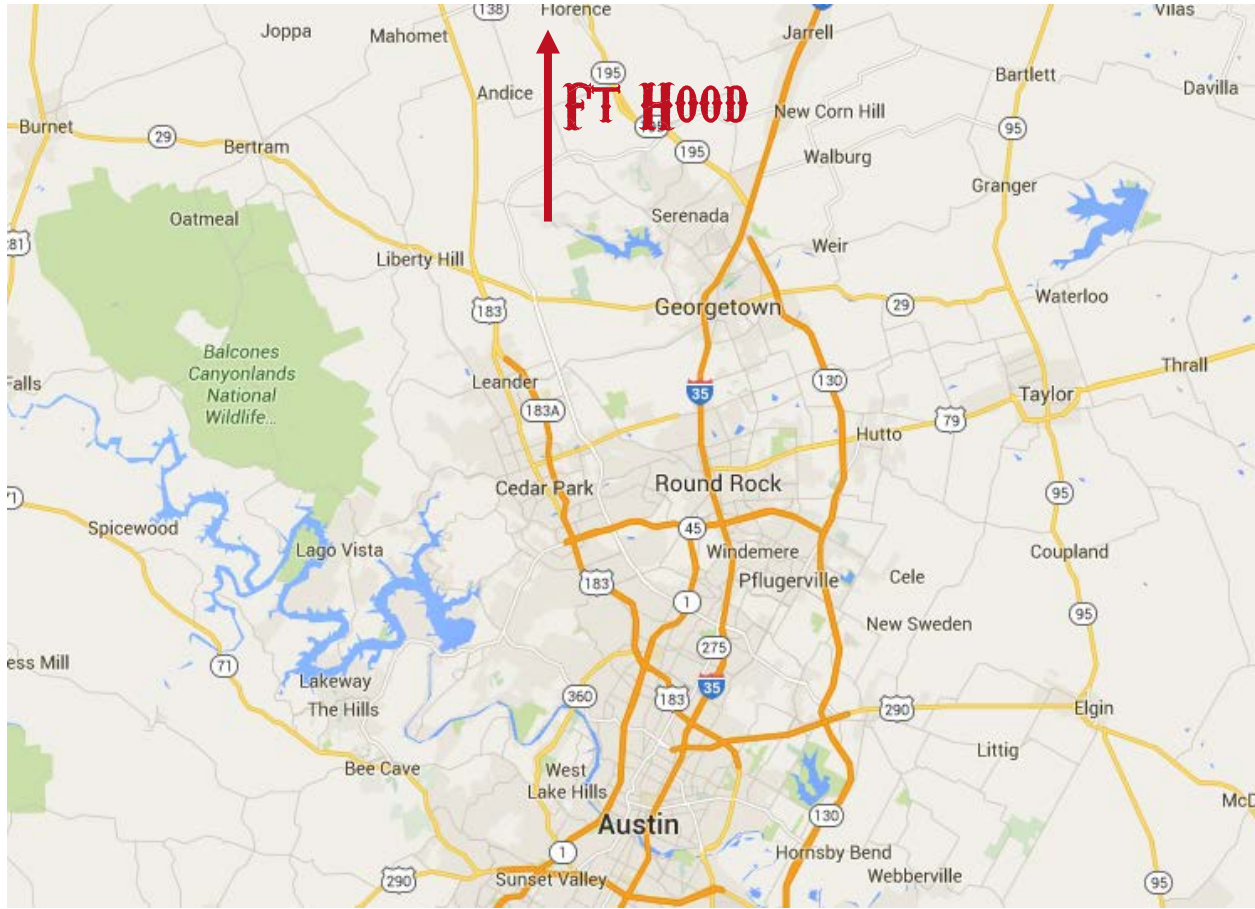 138
Florence
Vilas
Joppa
Mahomet
Jarrell
195
Bartlett
Andice
Davilla
Ft Hood
New Corn Hill
Burnet
29
Bertram
95
195
Walburg
Granger
Oatmeal
Serenada
281
Weir
Liberty Hill
183
Georgetown
29
Waterloo
Balcones
Canyonlands
National
Wildlife...
Falls
Leander
35
130
Thrall
Taylor
183A
79
Hutto
Cedar Park
Round Rock
95
71
Spicewood
45
Lago Vista
Windemere
Coupland
183
Pflugerville
Cele
1
95
New Sweden
275
ess Mill
71
Lakeway
35
The Hills
360
183
290
Elgin
Littig
Bee Cave
West
Lake Hills
McD
Austin
130
1
Hornsby Bend
290
Sunset Valley
Webberville
95